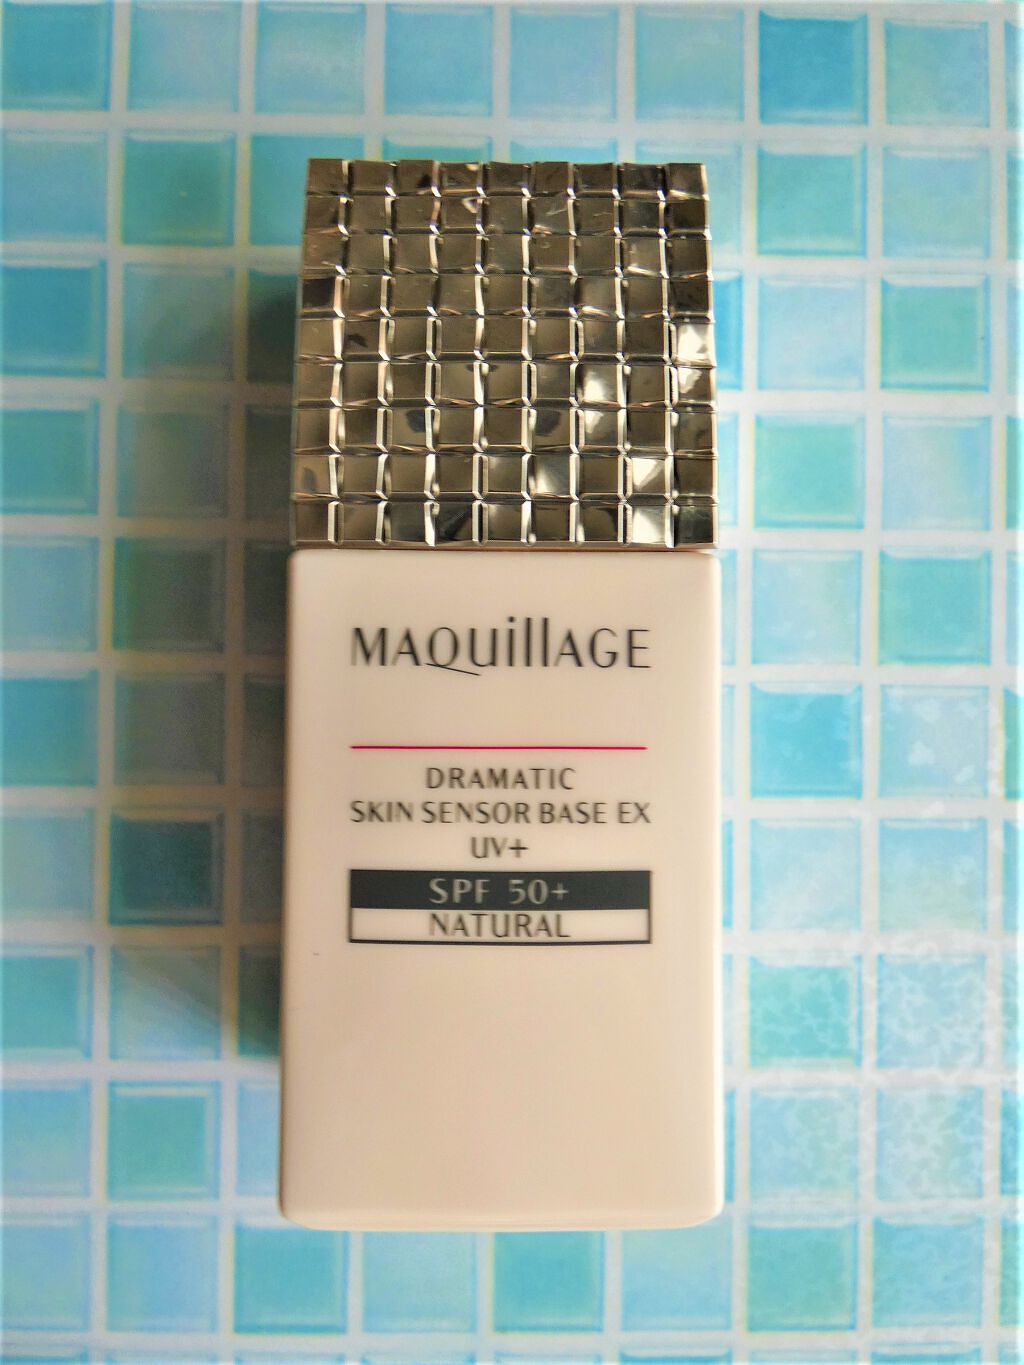 MAQuillAGE
DRAMATIC
SKIN SENSOR BASE EX
UV+
SPF 50+
NATURAL